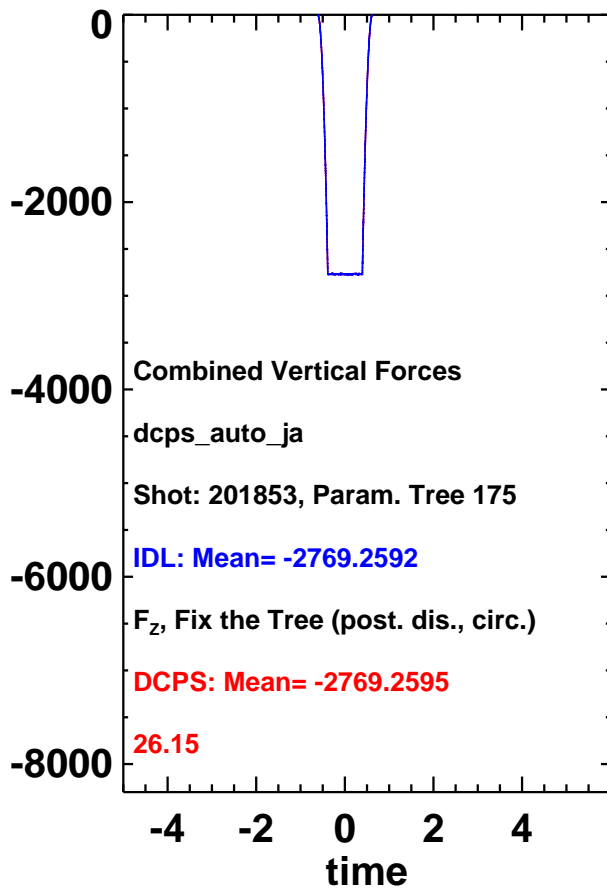 0
-2000
-4000
-6000
-8000
Combined Vertical Forces
dcps_auto_ja
Shot: 201853, Param. Tree 175
IDL: Mean= -2769.2592
FZ, Fix the Tree (post. dis., circ.)
DCPS: Mean= -2769.2595
26.15
-4 -2 0 2 4
time